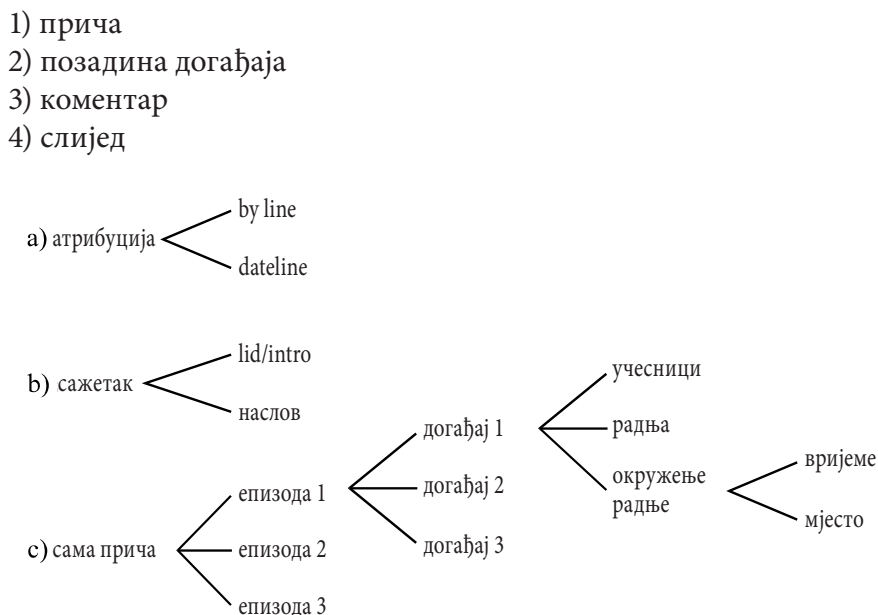 1) прича
2) позадина догађаја
3) коментар
4) слијед
a) атрибуција
by line
dateline
b) сажетак
lid/intro
наслов
c) сама прича
епизода 1
епизода 2
епизода 3
догађај 1
догађај 2
догађај 3
учесници
радња
окружење
радње
вријеме
мјесто